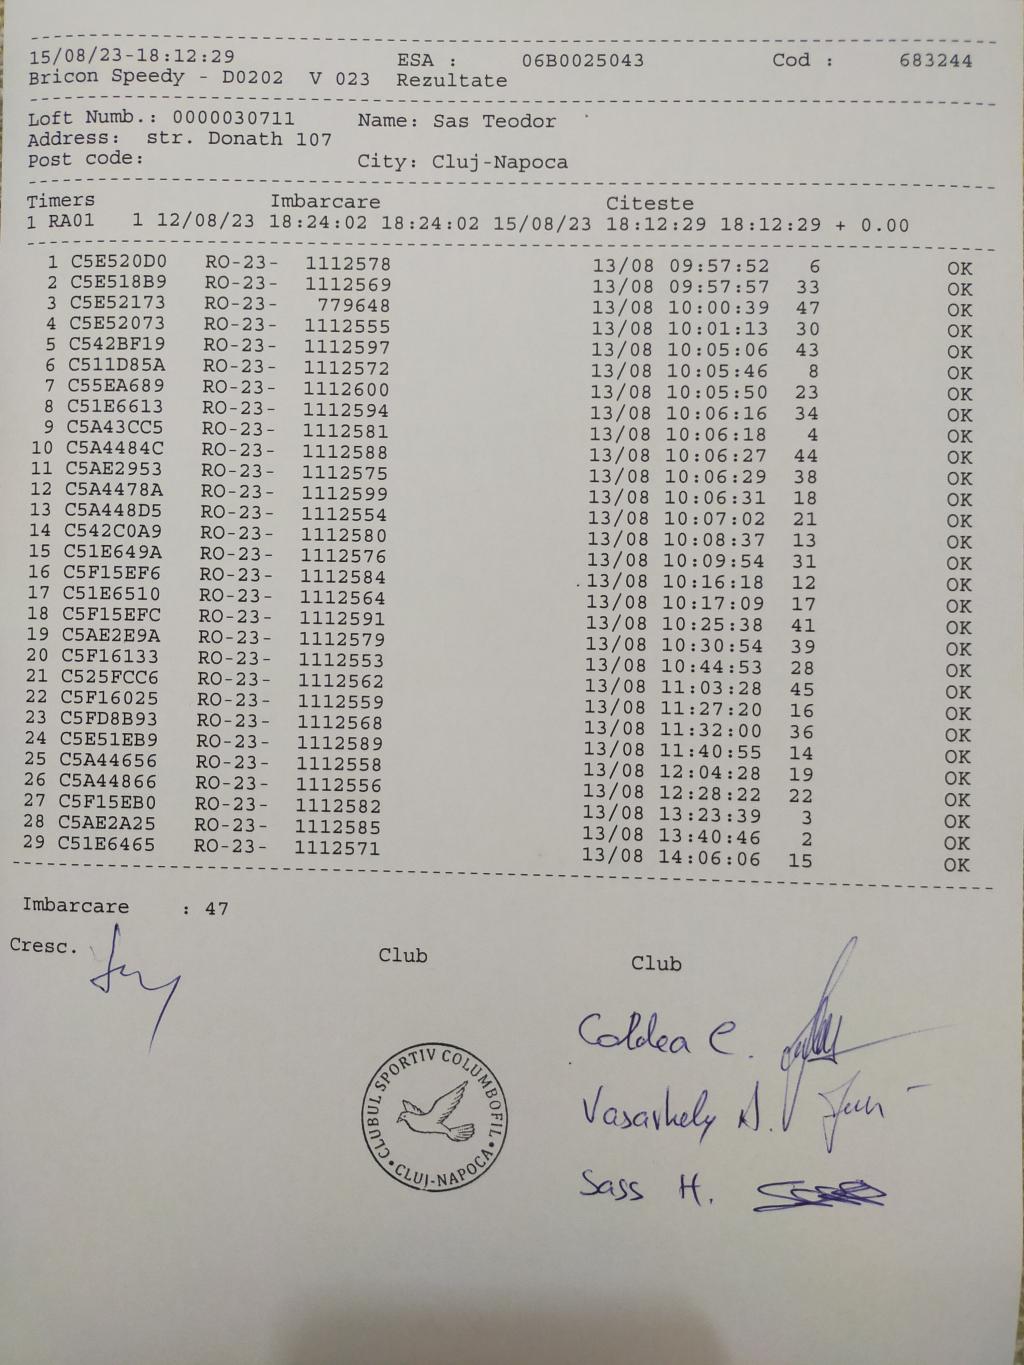 15/08/23-18:12:29 ESA : 06B0025043 Cod : 683244
Bricon Speedy - D0202 V 023 Rezultate
Loft Numb.: 0000030711 Name: Sas Teodor
Address: str. Donath 107
Post code: City: Cluj-Napoca
Timers Imbarcare Citeste
1 RA01 1 12/08/23 18:24:02 18:24:02 15/08/23 18:12:29 18:12:29 + 0.00
1 C5E520D0 RO-23- 1112578 13/08 09:57:52 6 OK
2 C5E518B9 RO-23- 1112569 13/08 09:57:57 33 OK
3 C5E52173 RO-23- 779648 13/08 10:00:39 47 OK
4 C5E52073 RO-23- 1112555 13/08 10:01:13 30 OK
5 C542BF19 RO-23- 1112597 13/08 10:05:06 43 OK
6 C511D85A RO-23- 1112572 13/08 10:05:46 8 OK
7 C55EA689 RO-23- 1112600 13/08 10:05:50 23 OK
8 C51E6613 RO-23- 1112594 13/08 10:06:16 34 OK
9 C5A43CC5 RO-23- 1112581 13/08 10:06:18 4 OK
10 C5A4484C RO-23- 1112588 13/08 10:06:27 44 OK
11 C5AE2953 RO-23- 1112575 13/08 10:06:29 38 OK
12 C5A4478A RO-23- 1112599 13/08 10:06:31 18 OK
13 C5A448D5 RO-23- 1112554 13/08 10:07:02 21 OK
14 C542C0A9 RO-23- 1112580 13/08 10:08:37 13 OK
15 C51E649A RO-23- 1112576 13/08 10:09:54 31 OK
16 C5F15EF6 RO-23- 1112584 13/08 10:16:18 12 OK
17 C51E6510 RO-23- 1112564 13/08 10:17:09 17 OK
18 C5F15EFC RO-23- 1112591 13/08 10:25:38 41 OK
19 C5AE2E9A RO-23- 1112579 13/08 10:30:54 39 OK
20 C5F16133 RO-23- 1112553 13/08 10:44:53 28 OK
21 C525FCC6 RO-23- 1112562 13/08 11:03:28 45 OK
22 C5F16025 RO-23- 1112559 13/08 11:27:20 16 OK
23 C5FD8B93 RO-23- 1112568 13/08 11:32:00 36 OK
24 C5E51EB9 RO-23- 1112589 13/08 11:40:55 14 OK
25 C5A44656 RO-23- 1112558 13/08 12:04:28 19 OK
26 C5A44866 RO-23- 1112556 13/08 12:28:22 22 OK
27 C5F15EB0 RO-23- 1112582 13/08 13:23:39 3 OK
28 C5AE2A25 RO-23- 1112585 13/08 13:40:46 2 OK
29 C51E6465 RO-23- 1112571 13/08 14:06:06 15 OK
Imbarcare : 47
Cresc. Club Club
Coldea C.
Vasarhely A.
Sass H.
CLUBUL SPORTIV COLUMBOFIL
CLUJ-NAPOCA